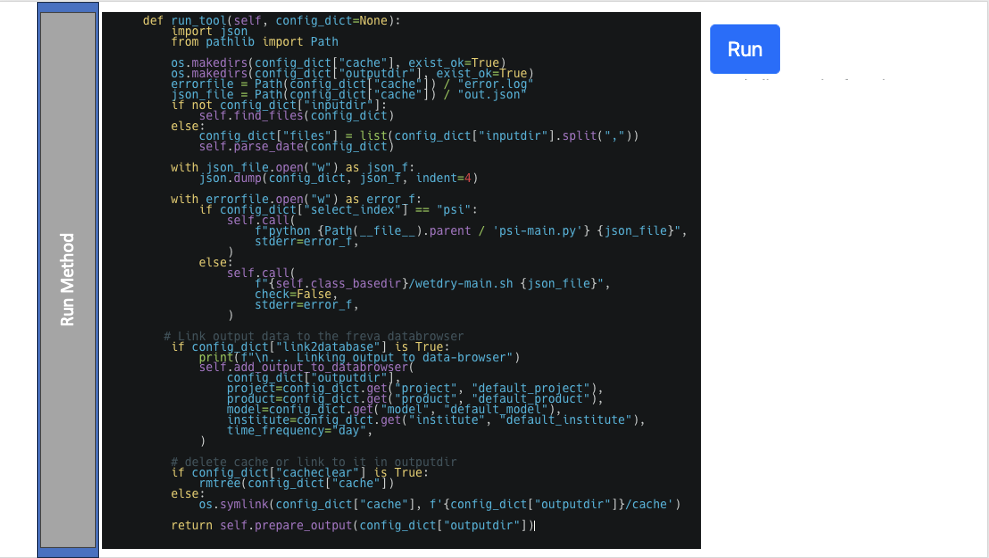 Run Method
def run_tool(self, config_dict=None):
import json
from pathlib import Path
os.makedirs(config_dict["cache"], exist_ok=True)
os.makedirs(config_dict["outputdir"], exist_ok=True)
errorfile = Path(config_dict["cache"]) / "error.log"
json_file = Path(config_dict["cache"]) / "out.json"
if not config_dict["inputdir"]:
self.find_files(config_dict)
else:
config_dict["files"] = list(config_dict["inputdir"].split(","))
self.parse_date(config_dict)
with json_file.open("w") as json_f:
json.dump(config_dict, json_f, indent=4)
with errorfile.open("w") as error_f:
if config_dict["select_index"] == "psi":
self.call(
f"python {Path(__file__).parent / 'psi-main.py'} {json_file}",
stderr=error_f,
)
else:
self.call(
f"{self.class_basedir}/wetdry-main.sh {json_file}",
check=False,
stderr=error_f,
)
# Link output data to the freva databrowser
if config_dict["link2database"] is True:
print(f"\n... Linking output to data-browser")
self.add_output_to_databrowser(
config_dict["outputdir"],
project=config_dict.get("project", "default_project"),
product=config_dict.get("product", "default_product"),
model=config_dict.get("model", "default_model"),
institute=config_dict.get("institute", "default_institute"),
time_frequency="day",
)
# delete cache or link to it in outputdir
if config_dict["cacheclear"] is True:
rmtree(config_dict["cache"])
else:
os.symlink(config_dict["cache"], f'{config_dict["outputdir"]}/cache')
return self.prepare_output(config_dict["outputdir"])
Run